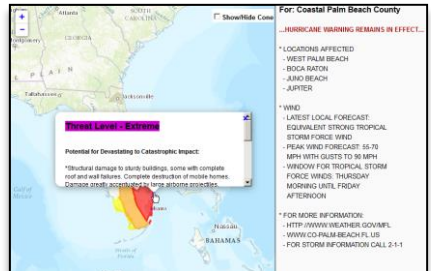 Atlanta
SOUTH
CAROLINA
Show/Hide Cone
Montgomery
GEORGIA
P L A I N
Tallahassee
Jacksonville
Threat Level - Extreme
Potential for Devastating to Catastrophic Impact:
*Structural damage to sturdy buildings, some with complete
roof and wall failures. Complete destruction of mobile homes.
Damage greatly accentuated by large airborne projectiles.
Gulf of
Nassau
BAHAMAS
Straits of
For: Coastal Palm Beach County
...HURRICANE WARNING REMAINS IN EFFECT...
* LOCATIONS AFFECTED
- WEST PALM BEACH
- BOCA RATON
- JUNO BEACH
- JUPITER
* WIND
- LATEST LOCAL FORECAST:
EQUIVALENT STRONG TROPICAL
STORM FORCE WIND
- PEAK WIND FORECAST: 55-70
MPH WITH GUSTS TO 90 MPH
- WINDOW FOR TROPICAL STORM
FORCE WINDS: THURSDAY
MORNING UNTIL FRIDAY
AFTERNOON
* FOR MORE INFORMATION:
- HTTP://WWW.WEATHER.GOV/MFL
- WWW.CO-PALM-BEACH.FL.US
- FOR STORM INFORMATION CALL 2-1-1